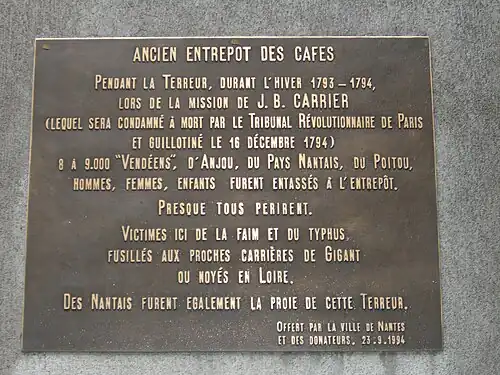 ANCIEN ENTREPOT DES CAFES
PENDANT LA TERREUR, DURANT L'HIVER 1793-1794,
LORS DE LA MISSION DE J. B. CARRIER
(LEQUEL SERA CONDAMNÉ À MORT PAR LE TRIBUNAL RÉVOLUTIONNAIRE DE PARIS
ET GUILLOTINÉ LE 16 DÉCEMBRE 1794)
8 À 9.000 "VENDÉENS", D'ANJOU, DU PAYS NANTAIS, DU POITOU,
HOMMES, FEMMES, ENFANTS FURENT ENTASSÉS À L'ENTREPÔT.
PRESQUE TOUS PÉRIRENT.
VICTIMES ICI DE LA FAIM ET DU TYPHUS,
FUSILLÉS AUX PROCHES CARRIÈRES DE GIGANT
OU NOYÉS EN LOIRE.
DES NANTAIS FURENT EGALEMENT LA PROIE DE CETTE TERREUR.
OFFERT PAR LA VILLE DE NANTES
ET DES DONATEURS. 23.9.1994